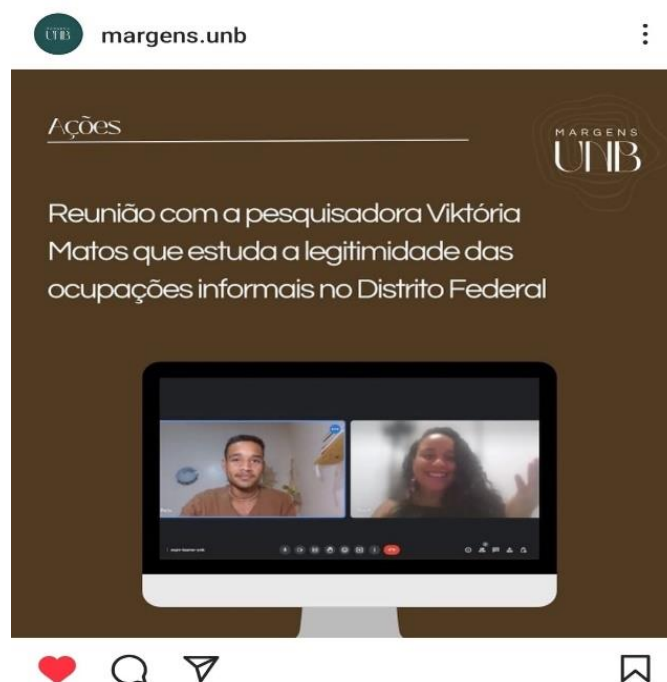 margens.unb
Ações
MARGENS
UNB
Reunião com a pesquisadora Viktória
Matos que estuda a legitimidade das
ocupações informais no Distrito Federal